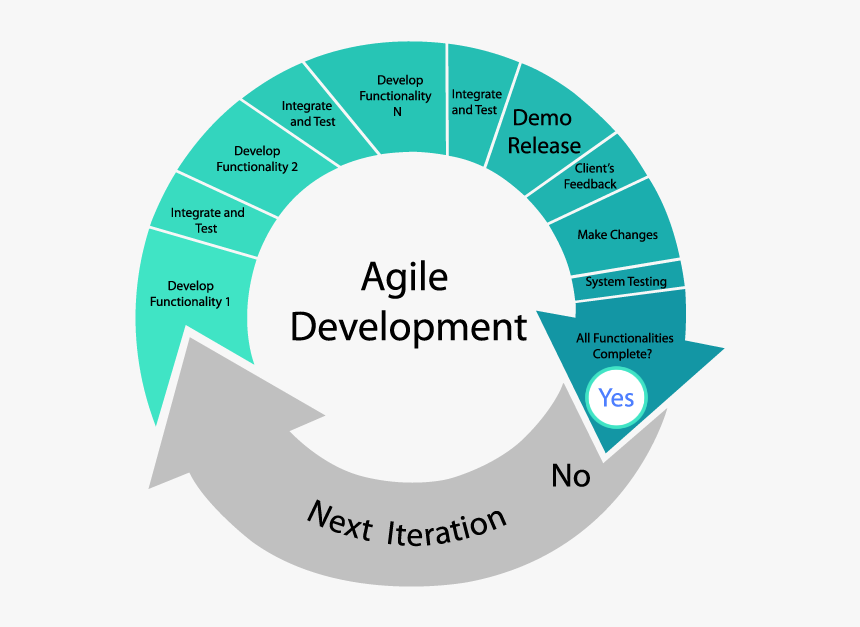 Develop
Functionality 1
Integrate and
Test
Develop
Functionality 2
Integrate
and Test
Develop
Functionality
N
Integrate
and Test
Demo
Release
Client's
Feedback
Make Changes
System Testing
All Functionalities
Complete?
Yes
No
Next Iteration
Agile
Development